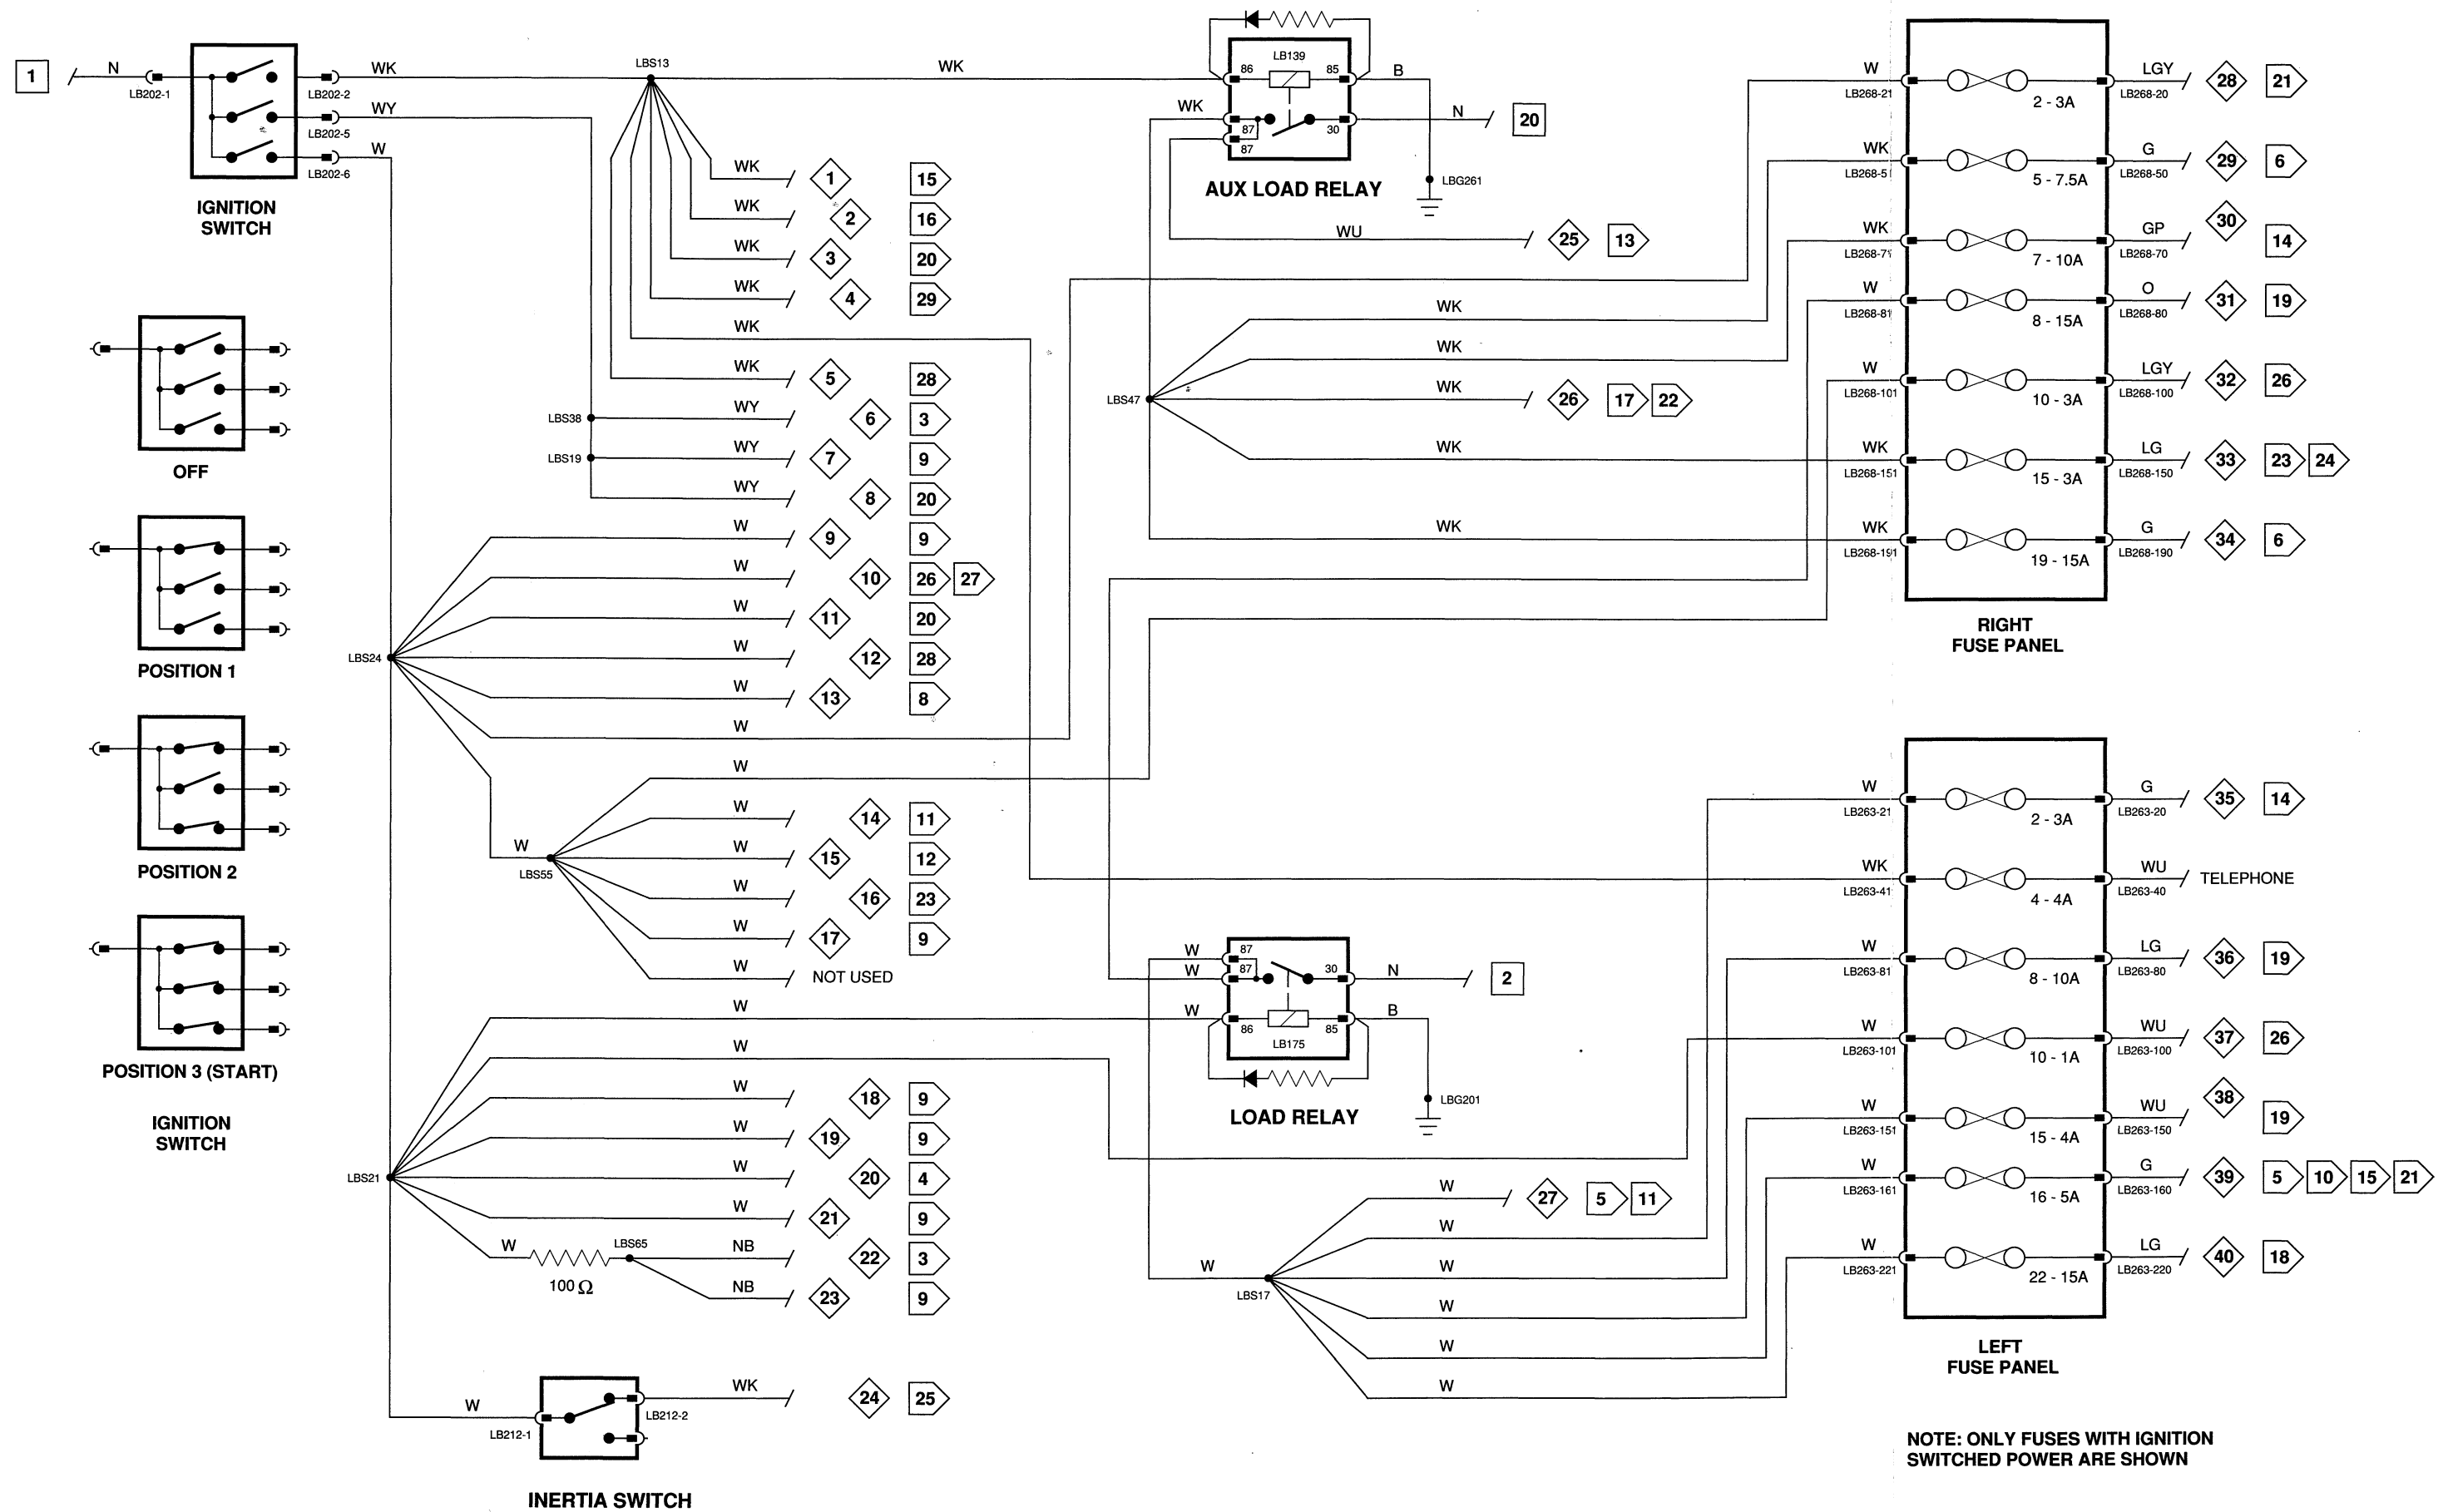 1
N
LB202-1
WK
LB202-2
WY
LB202-5
W
LB202-6
IGNITION
SWITCH
OFF
POSITION 1
POSITION 2
POSITION 3 (START)
IGNITION
SWITCH
LBS13
WK
WK 1 15
WK 2 16
WK 3 20
WK 4 29
WK
WK 5 28
LBS38 WY 6 3
LBS19 WY 7 9
WY 8 20
W 9 9
W 10 26 27
W 11 20
LBS24 W 12 28
W 13 8
W
W
W 14 11
W LBS55 W 15 12
W 16 23
W 17 9
W NOT USED
W
W
W 18 9
W 19 9
LBS21 W 20 4
W 21 9
W 100 Ω LBS65 NB 22 3
NB 23 9
W LB212-1 LB212-2 WK 24 25
INERTIA SWITCH
LB139
86 85 B
WK 87 30 N 20
87
LBG261
AUX LOAD RELAY
WU 25 13
WK
WK
LBS47 WK 26 17 22
WK
WK
W 87
W 87 30 N 2
W 86 85 B
LB175
LBG201
LOAD RELAY
W 27 5 11
W
W LBS17 W
W
W
W
W LB268-21 2 - 3A LGY LB268-20 28 21
WK LB268-51 5 - 7.5A G LB268-50 29 6
WK LB268-71 7 - 10A GP LB268-70 30 14
W LB268-81 8 - 15A O LB268-80 31 19
W LB268-101 10 - 3A LGY LB268-100 32 26
WK LB268-151 15 - 3A LG LB268-150 33 23 24
WK LB268-191 19 - 15A G LB268-190 34 6
RIGHT
FUSE PANEL
W LB263-21 2 - 3A G LB263-20 35 14
WK LB263-41 4 - 4A WU LB263-40 TELEPHONE
W LB263-81 8 - 10A LG LB263-80 36 19
W LB263-101 10 - 1A WU LB263-100 37 26
W LB263-151 15 - 4A WU LB263-150 38 19
W LB263-161 16 - 5A G LB263-160 39 5 10 15 21
W LB263-221 22 - 15A LG LB263-220 40 18
LEFT
FUSE PANEL
NOTE: ONLY FUSES WITH IGNITION
SWITCHED POWER ARE SHOWN